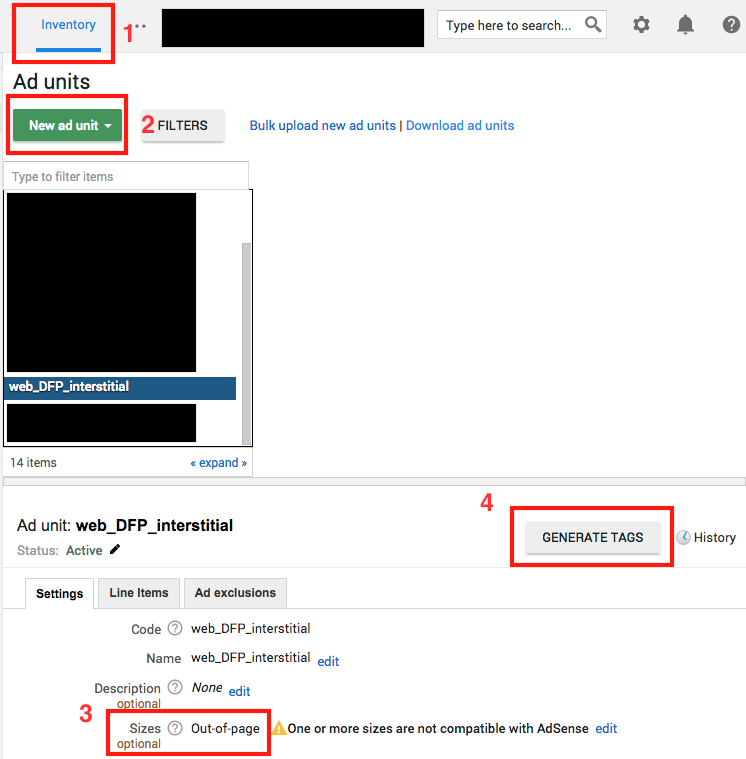 Inventory
1
Type here to search...
Ad units
New ad unit
2
FILTERS
Bulk upload new ad units | Download ad units
Type to filter items
web_DFP_interstitial
14 items
« expand »
4
Ad unit: web_DFP_interstitial
GENERATE TAGS
History
Status: Active
Settings
Line Items
Ad exclusions
Code ? web_DFP_interstitial
Name web_DFP_interstitial edit
Description ? None edit
optional
3
Sizes ? Out-of-page One or more sizes are not compatible with AdSense edit
optional